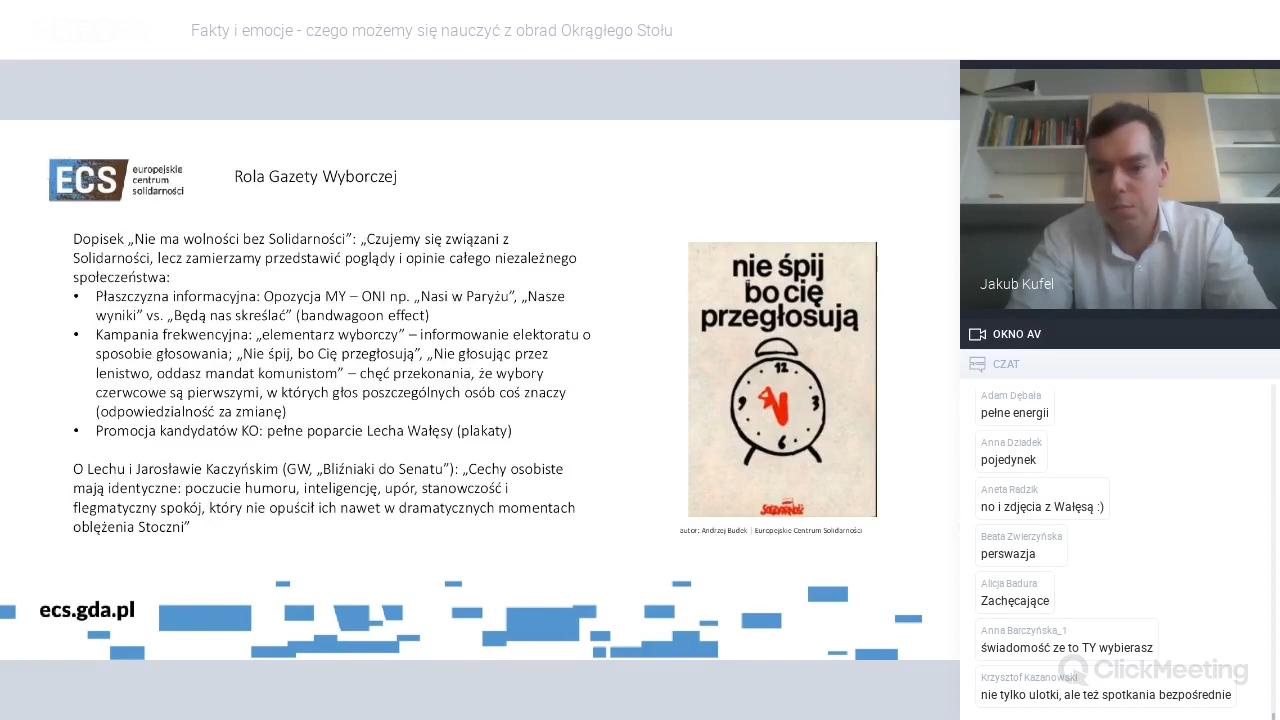 Fakty i emocje - czego możemy się nauczyć z obrad Okrągłego Stołu
ECS europejskie centrum solidarności
Rola Gazety Wyborczej
Dopisek „Nie ma wolności bez Solidarności”: „Czujemy się związani z
Solidarności, lecz zamierzamy przedstawić poglądy i opinie całego niezależnego
społeczeństwa:
• Płaszczyzna informacyjna: Opozycja MY – ONI np. „Nasi w Paryżu”, „Nasze
wyniki” vs. „Będą nas skreślać” (bandwagoon effect)
• Kampania frekwencyjna: „elementarz wyborczy” – informowanie elektoratu o
sposobie głosowania; „Nie śpij, bo Cię przegłosują”, „Nie głosując przez
lenistwo, oddasz mandat komunistom” – chęć przekonania, że wybory
czerwcowe są pierwszymi, w których głos poszczególnych osób coś znaczy
(odpowiedzialność za zmianę)
• Promocja kandydatów KO: pełne poparcie Lecha Wałęsy (plakaty)
O Lechu i Jarosławie Kaczyńskim (GW, „Bliźniaki do Senatu”): „Cechy osobiste
mają identyczne: poczucie humoru, inteligencję, upór, stanowczość i
flegmatyczny spokój, który nie opuścił ich nawet w dramatycznych momentach
oblężenia Stoczni”
nie śpij
bo cię
przegłosują
12
9
3
6
Solidarność
autor: Andrzej Budek | Europejskie Centrum Solidarności
ecs.gda.pl
Jakub Kufel
OKNO AV
CZAT
Adam Dębała
pełne energii
Anna Dziadek
pojedynek
Aneta Radzik
no i zdjęcia z Wałęsą :)
Beata Zwierzyńska
perswazja
Alicja Badura
Zachęcające
Anna Barczyńska_1
świadomość ze to TY wybierasz
Krzysztof Kazanowski
nie tylko ulotki, ale też spotkania bezpośrednie
ClickMeeting